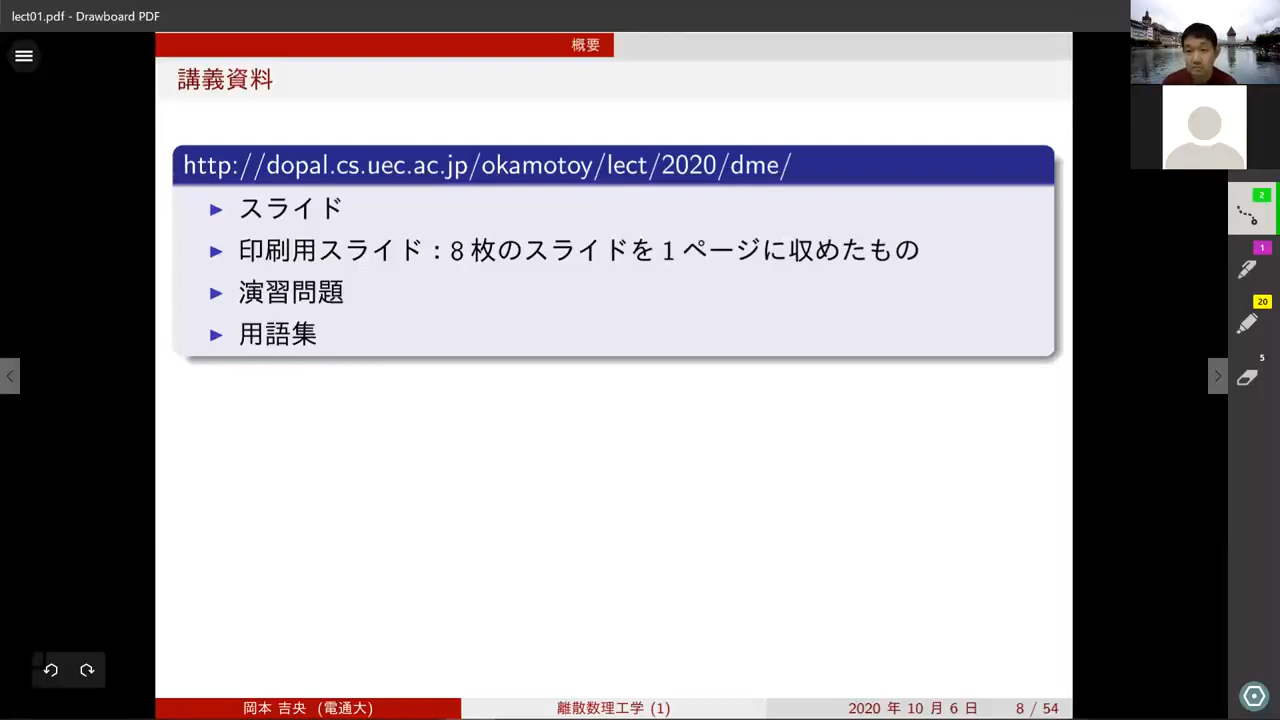 lect01.pdf - Drawboard PDF
概要
講義資料
http://dopal.cs.uec.ac.jp/okamotoy/lect/2020/dme/
スライド
印刷用スライド：8 枚のスライドを 1 ページに収めたもの
演習問題
用語集
2
1
20
5
岡本 吉央 (電通大)
離散数理工学 (1)
2020 年 10 月 6 日
8 / 54